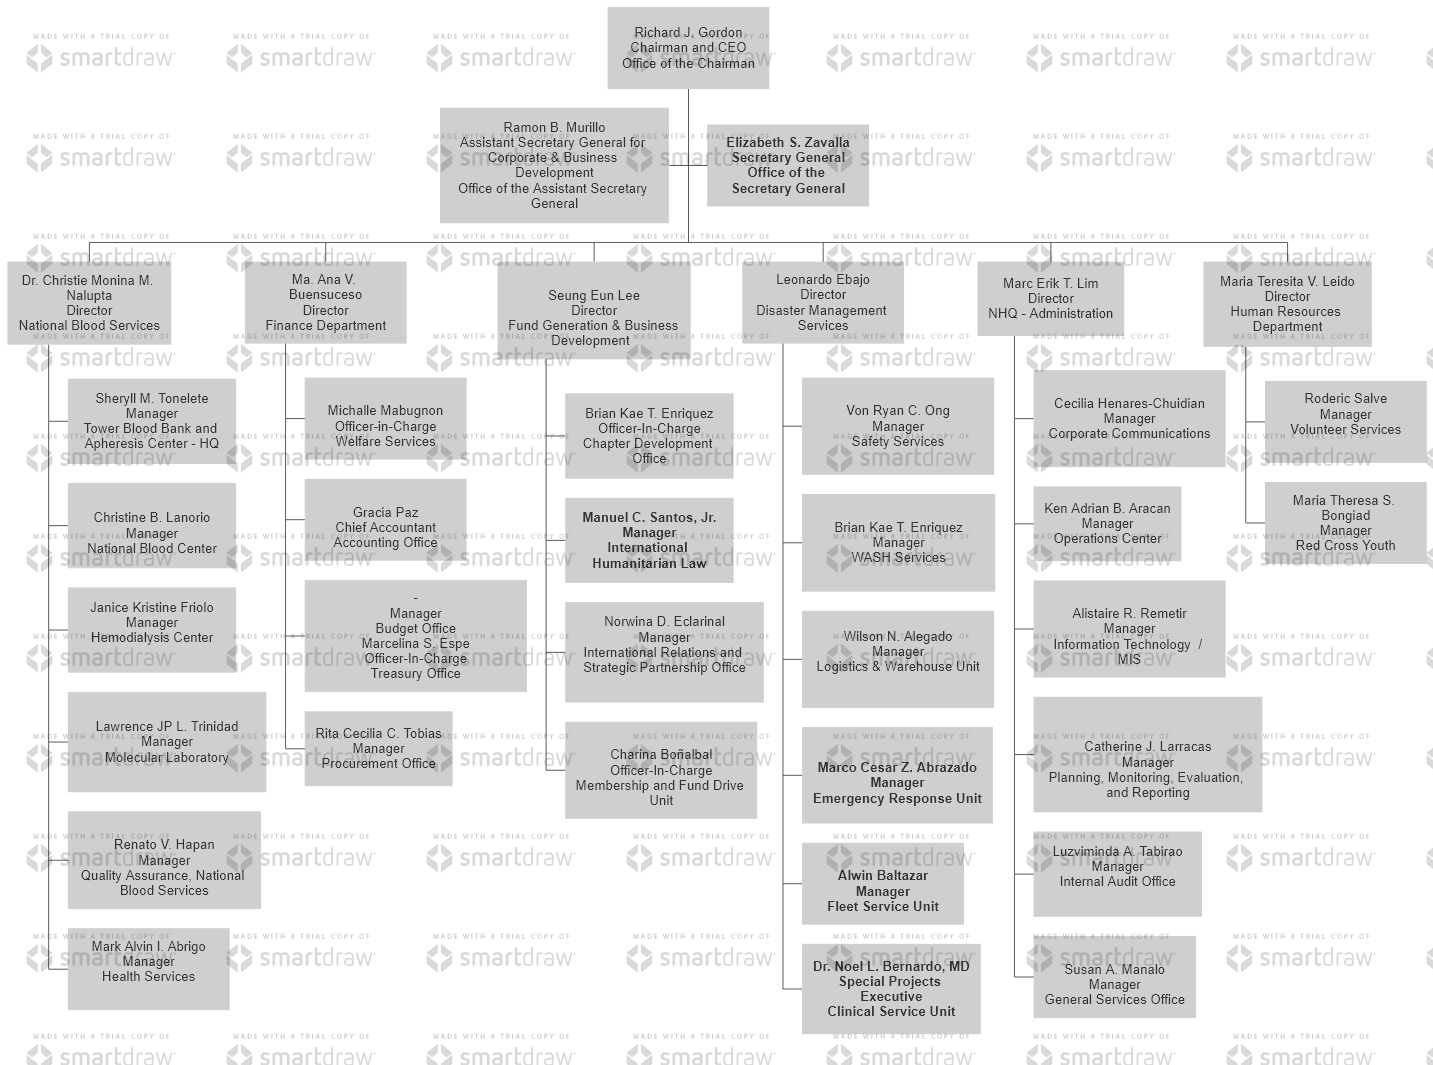 Richard J. Gordon
Chairman and CEO
Office of the Chairman
Ramon B. Murillo
Assistant Secretary General for
Corporate & Business
Development
Office of the Assistant Secretary
General
Elizabeth S. Zavalla
Secretary General
Office of the
Secretary General
Dr. Christie Monina M.
Nalupta
Director
National Blood Services
Sheryll M. Tonelete
Manager
Tower Blood Bank and
Apheresis Center - HQ
Christine B. Lanorio
Manager
National Blood Center
Janice Kristine Friolo
Manager
Hemodialysis Center
Lawrence JP L. Trinidad
Manager
Molecular Laboratory
Renato V. Hapan
Manager
Quality Assurance, National
Blood Services
Mark Alvin I. Abrigo
Manager
Health Services
Ma. Ana V.
Buensuceso
Director
Finance Department
Michalle Mabugnon
Officer-in-Charge
Welfare Services
Gracia Paz
Chief Accountant
Accounting Office
-
Manager
Budget Office
Marcelina S. Espe
Officer-In-Charge
Treasury Office
Rita Cecilia C. Tobias
Manager
Procurement Office
Seung Eun Lee
Director
Fund Generation & Business
Development
Brian Kae T. Enriquez
Officer-In-Charge
Chapter Development
Office
Manuel C. Santos, Jr.
Manager
International
Humanitarian Law
Norwina D. Eclarinal
Manager
International Relations and
Strategic Partnership Office
Charina Boñalbal
Officer-In-Charge
Membership and Fund Drive
Unit
Leonardo Ebajo
Director
Disaster Management
Services
Von Ryan C. Ong
Manager
Safety Services
Brian Kae T. Enriquez
Manager
WASH Services
Wilson N. Alegado
Manager
Logistics & Warehouse Unit
Marco Cesar Z. Abrazado
Manager
Emergency Response Unit
Alwin Baltazar
Manager
Fleet Service Unit
Dr. Noel L. Bernardo, MD
Special Projects
Executive
Clinical Service Unit
Marc Erik T. Lim
Director
NHQ - Administration
Cecilia Henares-Chuidian
Manager
Corporate Communications
Ken Adrian B. Aracan
Manager
Operations Center
Alistaire R. Remetir
Manager
Information Technology /
MIS
Catherine J. Larracas
Manager
Planning, Monitoring, Evaluation,
and Reporting
Luzviminda A. Tabirao
Manager
Internal Audit Office
Susan A. Manalo
Manager
General Services Office
Maria Teresita V. Leido
Director
Human Resources
Department
Roderic Salve
Manager
Volunteer Services
Maria Theresa S.
Bongiad
Manager
Red Cross Youth
MADE WITH A TRIAL COPY OF
smartdraw